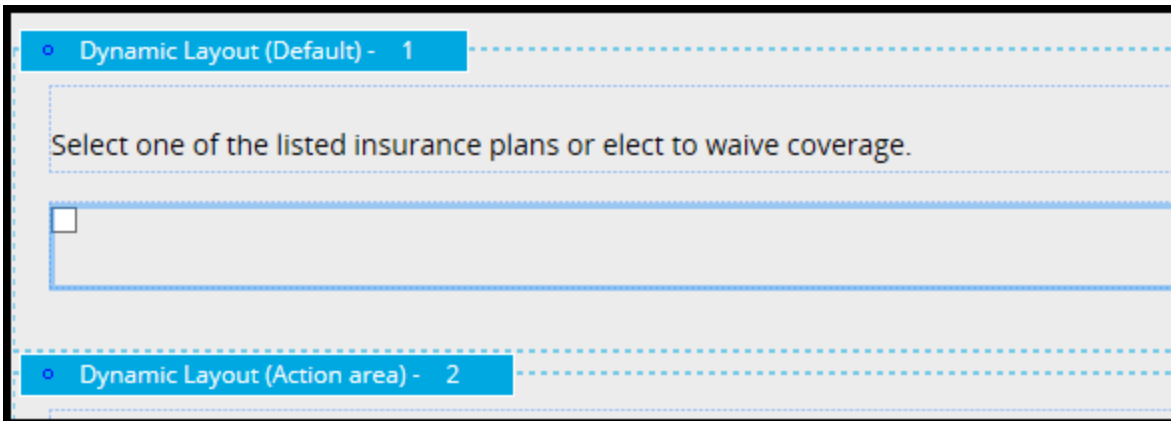 Dynamic Layout (Default) - 1
Select one of the listed insurance plans or elect to waive coverage.
Dynamic Layout (Action area) - 2